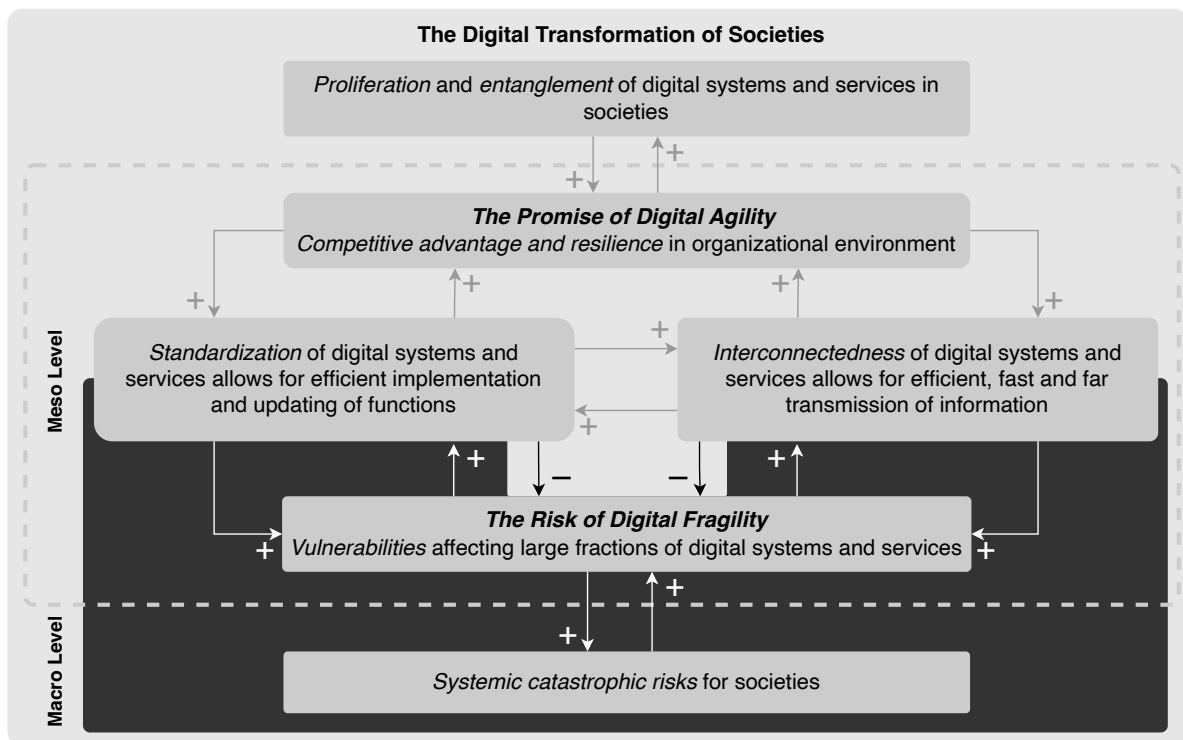 The Digital Transformation of Societies
Proliferation and entanglement of digital systems and services in
societies
+
+
The Promise of Digital Agility
Competitive advantage and resilience in organizational environment
+
+
+
+
Meso Level
Standardization of digital systems and
services allows for efficient implementation
and updating of functions
+
+
Interconnectedness of digital systems and
services allows for efficient, fast and far
transmission of information
+
−
−
+
The Risk of Digital Fragility
Vulnerabilities affecting large fractions of digital systems and services
+
+
+
+
Macro Level
Systemic catastrophic risks for societies